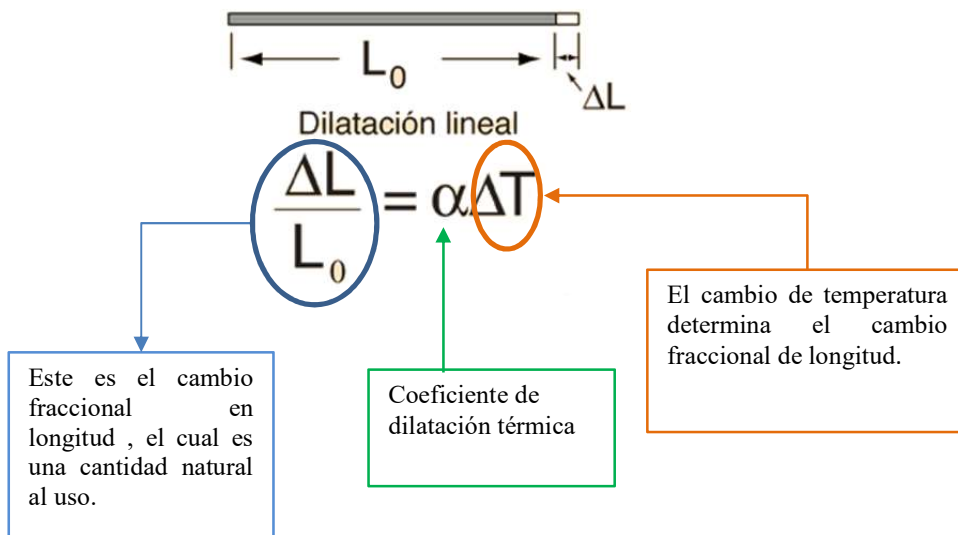 L₀
ΔL
Dilatación lineal
ΔL
= αΔT
L₀
Este es el cambio
fraccional en
longitud , el cual es
una cantidad natural
al uso.
Coeficiente de
dilatación térmica
El cambio de temperatura
determina el cambio
fraccional de longitud.